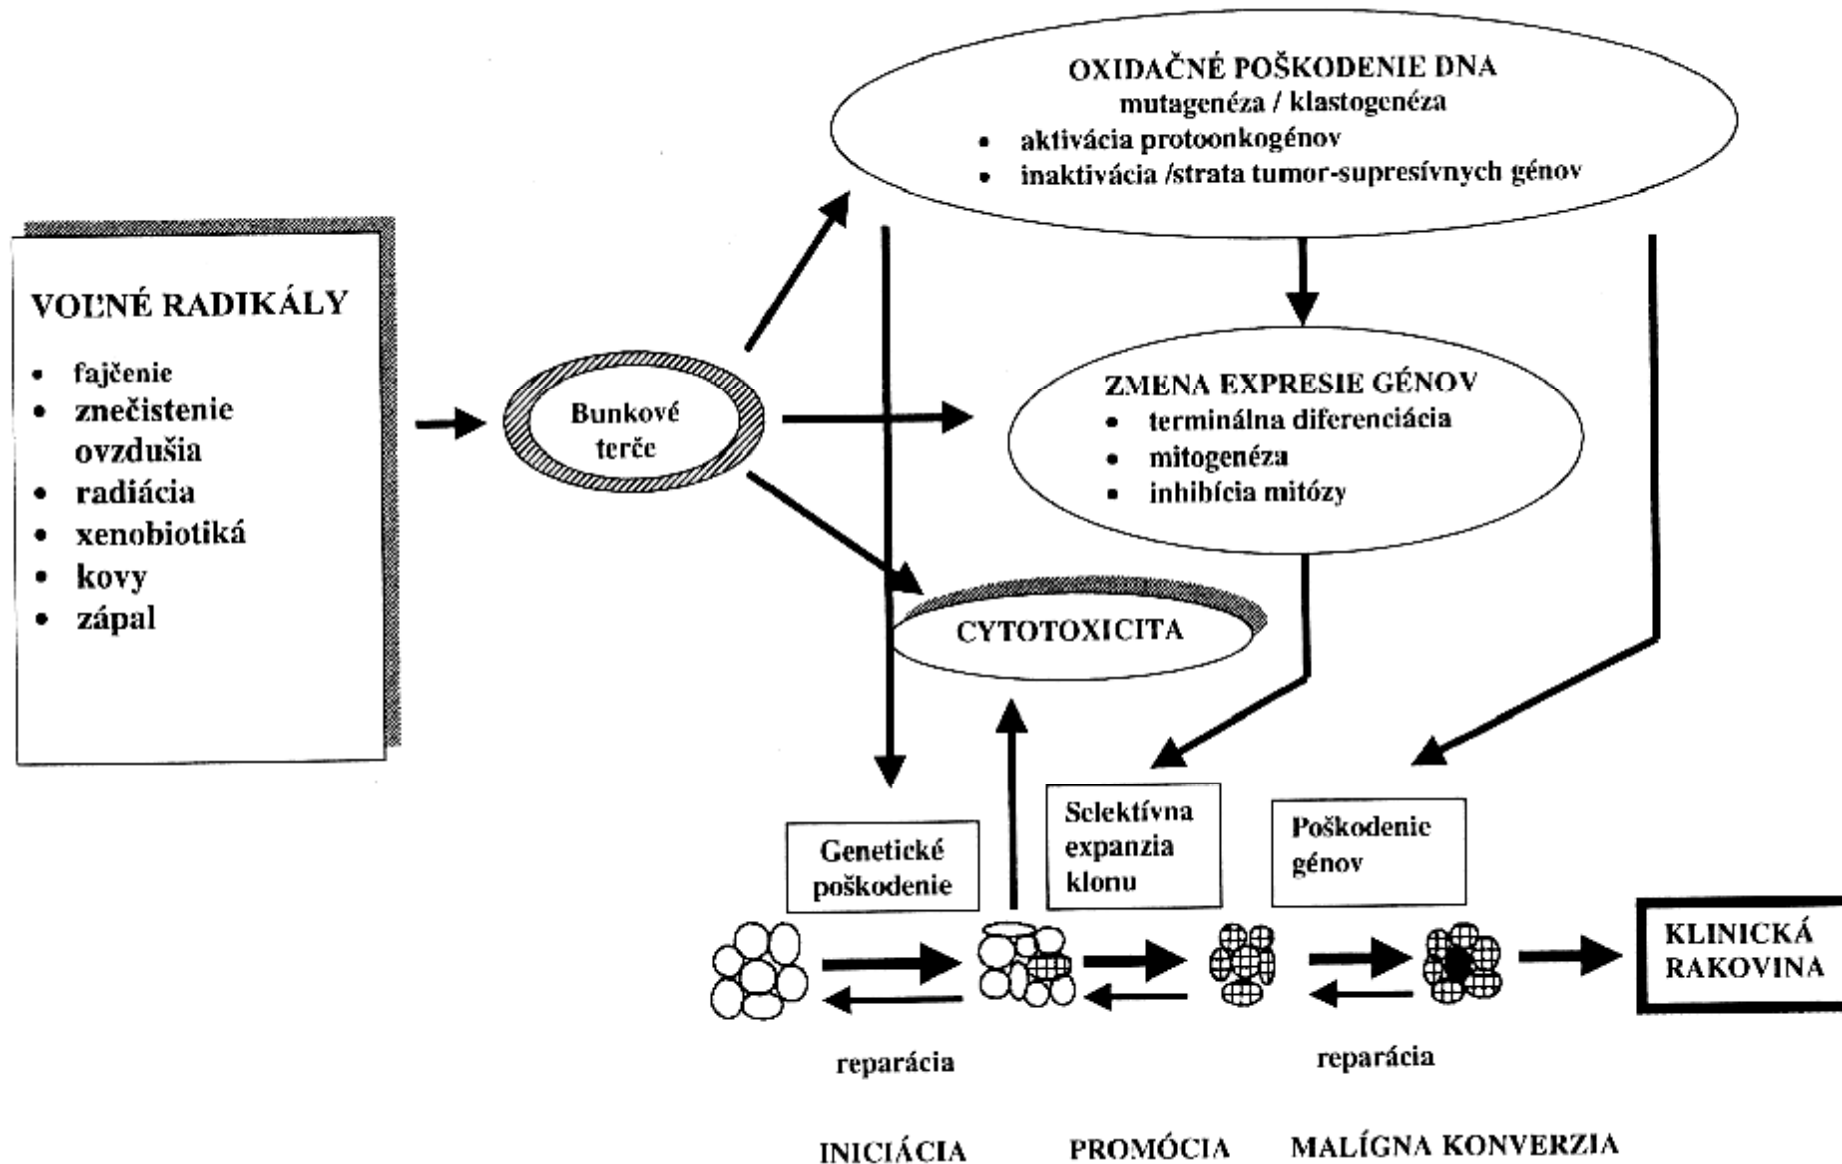 OXIDAČNÉ POŠKODENIE DNA
mutagenéza / klastogenéza
• aktivácia protoonkogénov
• inaktivácia /strata tumor-supresívnych génov
VOĽNÉ RADIKÁLY
• fajčenie
• znečistenie
ovzdušia
• radiácia
• xenobiotiká
• kovy
• zápal
Bunkové
terče
ZMENA EXPRESIE GÉNOV
• terminálna diferenciácia
• mitogenéza
• inhibícia mitózy
CYTOTOXICITA
Genetické
poškodenie
Selektívna
expanzia
klonu
Poškodenie
génov
KLINICKÁ
RAKOVINA
reparácia
reparácia
INICIÁCIA
PROMÓCIA
MALÍGNA KONVERZIA